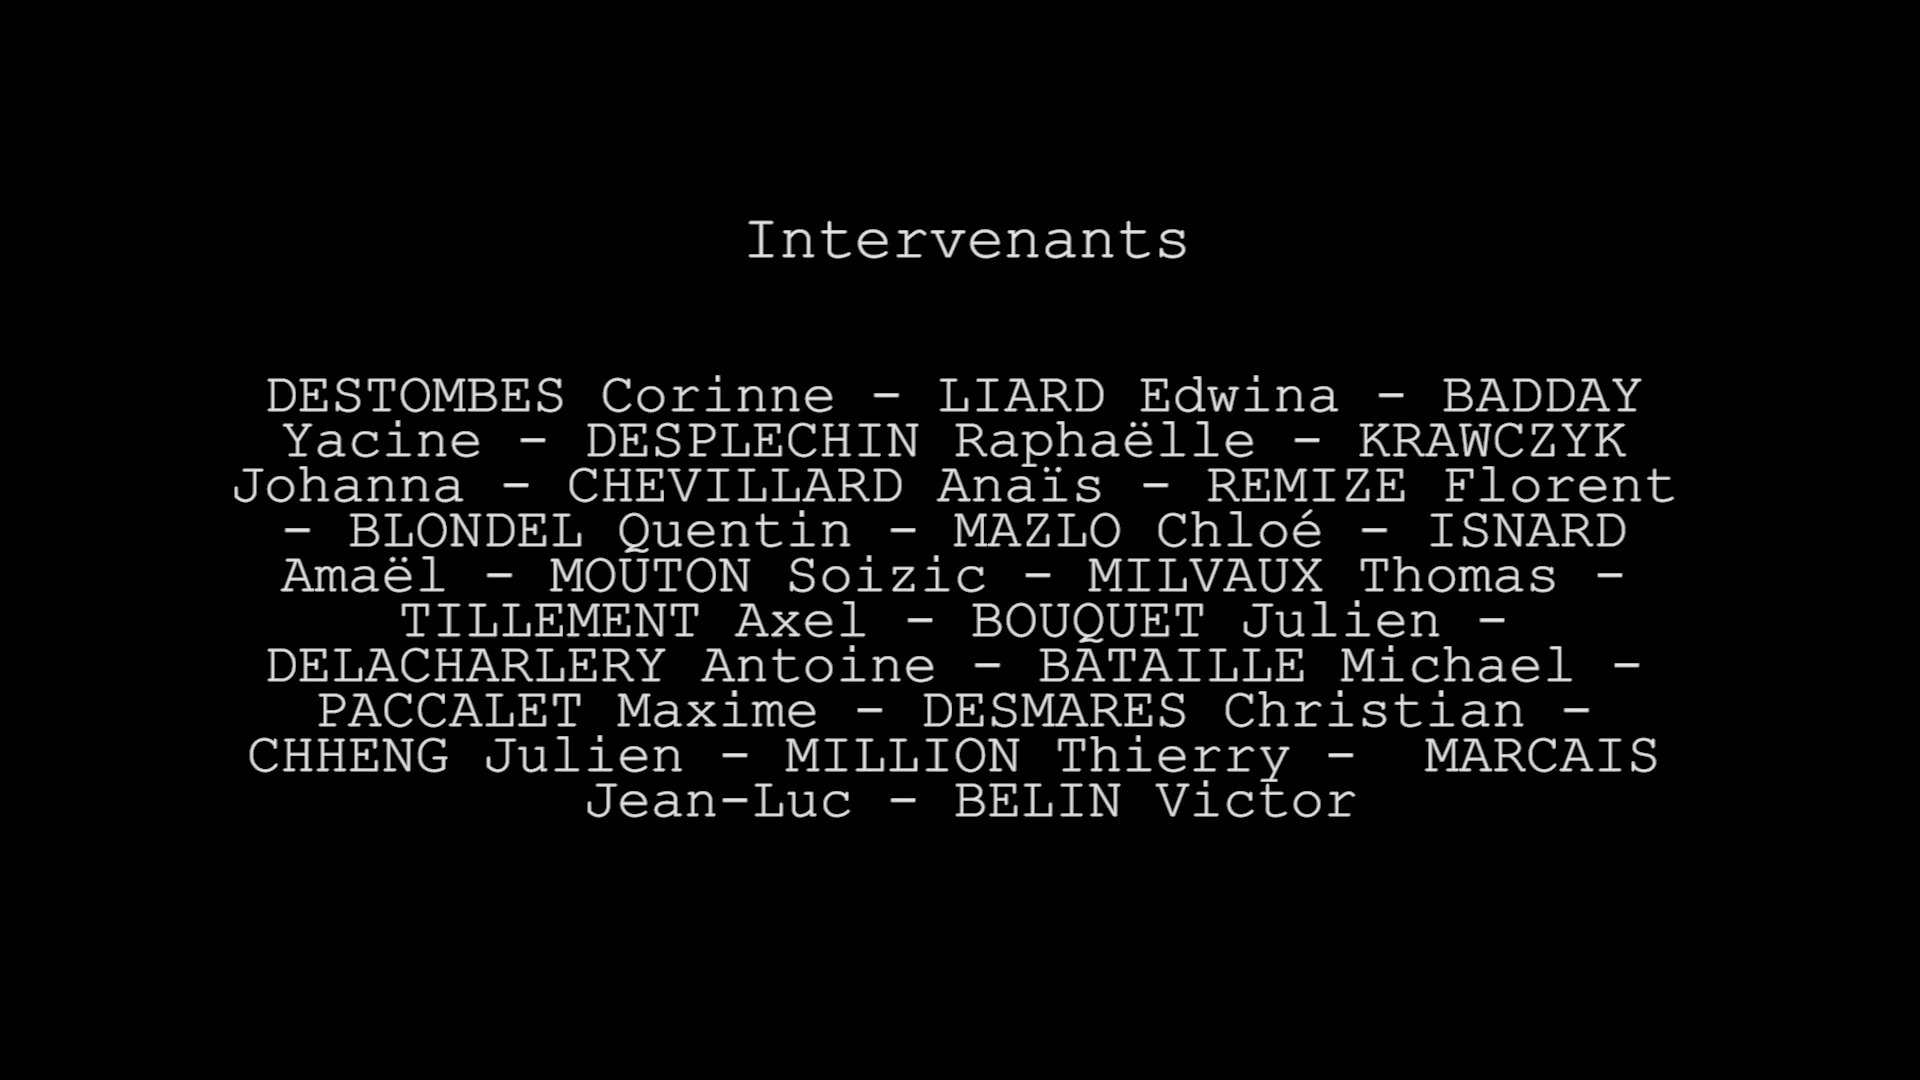 Intervenants
DESTOMBES Corinne - LIARD Edwina - BADDAY
Yacine - DESPLECHIN Raphaëlle - KRAWCZYK
Johanna - CHEVILLARD Anaïs - REMIZE Florent
- BLONDEL Quentin - MAZLO Chloé - ISNARD
Amaël - MOUTON Soizic - MILVAUX Thomas -
TILLEMENT Axel - BOUQUET Julien -
DELACHARLERY Antoine - BATAILLE Michael -
PACCALET Maxime - DESMARES Christian -
CHHENG Julien - MILLION Thierry -  MARCAIS
Jean-Luc - BELIN Victor